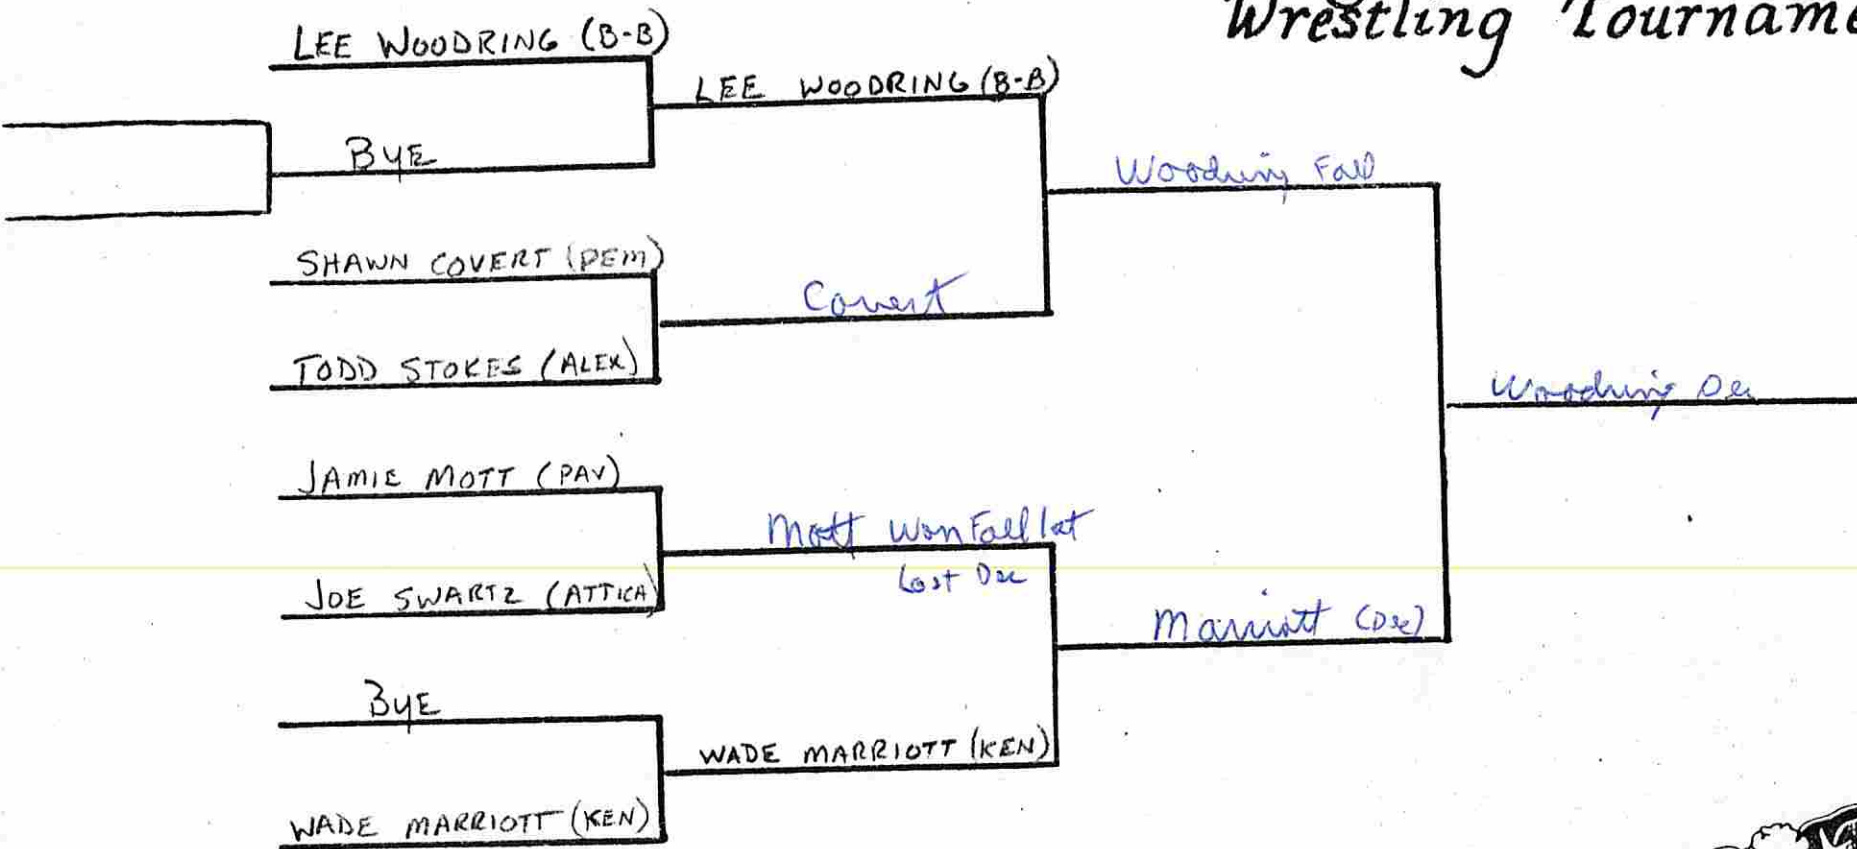 Wrestling Tourname
LEE WOODRING (B-B)
LEE WOODRING (B-B)
BYE
Woodring Fall
SHAWN COVERT (PEM)
Covert
TODD STOKES (ALEX)
Woodring Dec
JAMIE MOTT (PAV)
Mott Won Fall 1st
Lost Dec
JOE SWARTZ (ATTICA)
Marriott (Dec)
BYE
WADE MARRIOTT (KEN)
WADE MARRIOTT (KEN)